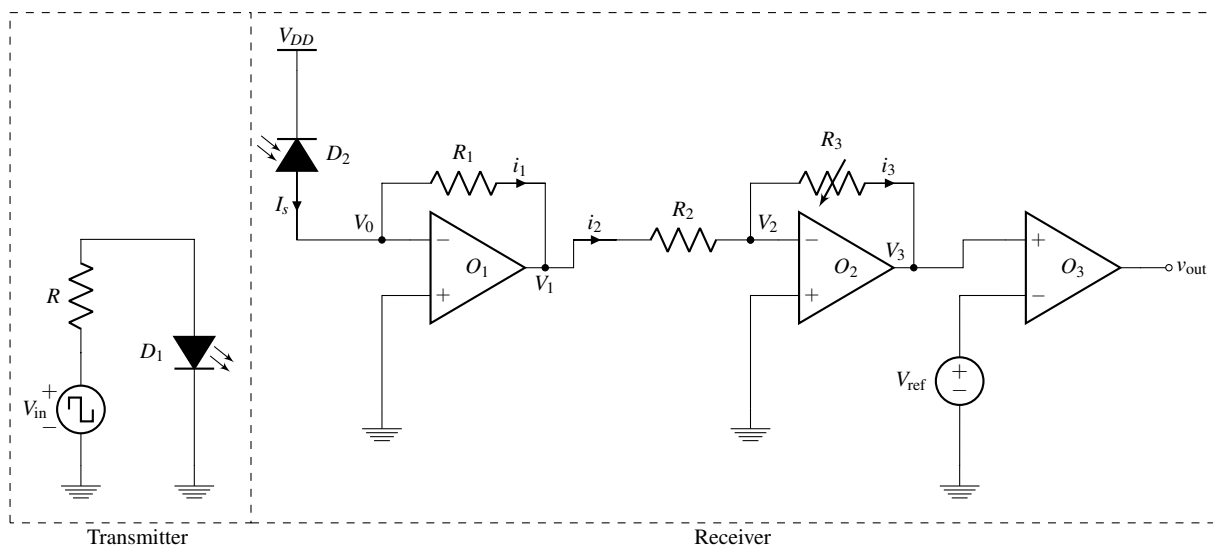 V_DD
D_2
I_s
V_0
R_1
i_1
−
+
O_1
V_1
i_2
R_2
V_2
R_3
i_3
−
+
O_2
V_3
+
−
O_3
v_out
V_ref
+
−
R
D_1
V_in
+
−
Transmitter
Receiver